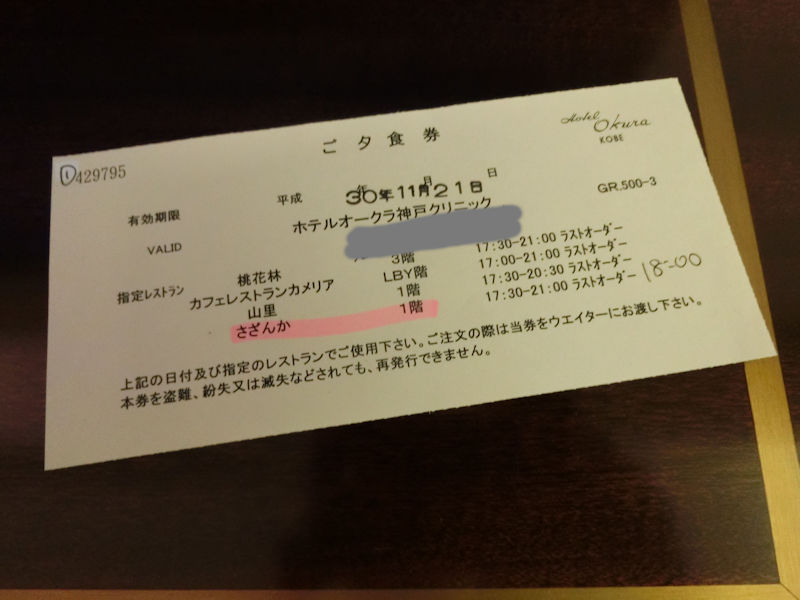 ご夕食券
Hotel Okura
KOBE
①429795
有効期限 平成 年 月 日
30年11月21日
VALID
ホテルオークラ神戸クリニック
GR.500-3
指定レストラン
桃花林 3階 17:30-21:00 ラストオーダー
カフェレストランカメリア LBY階 17:00-21:00 ラストオーダー
山里 1階 17:30-20:30 ラストオーダー
さざんか 1階 17:30-21:00 ラストオーダー 18:00
上記の日付及び指定のレストランでご使用下さい。ご注文の際は当券をウエイターにお渡し下さい。
本券を盗難、紛失又は滅失などされても、再発行できません。